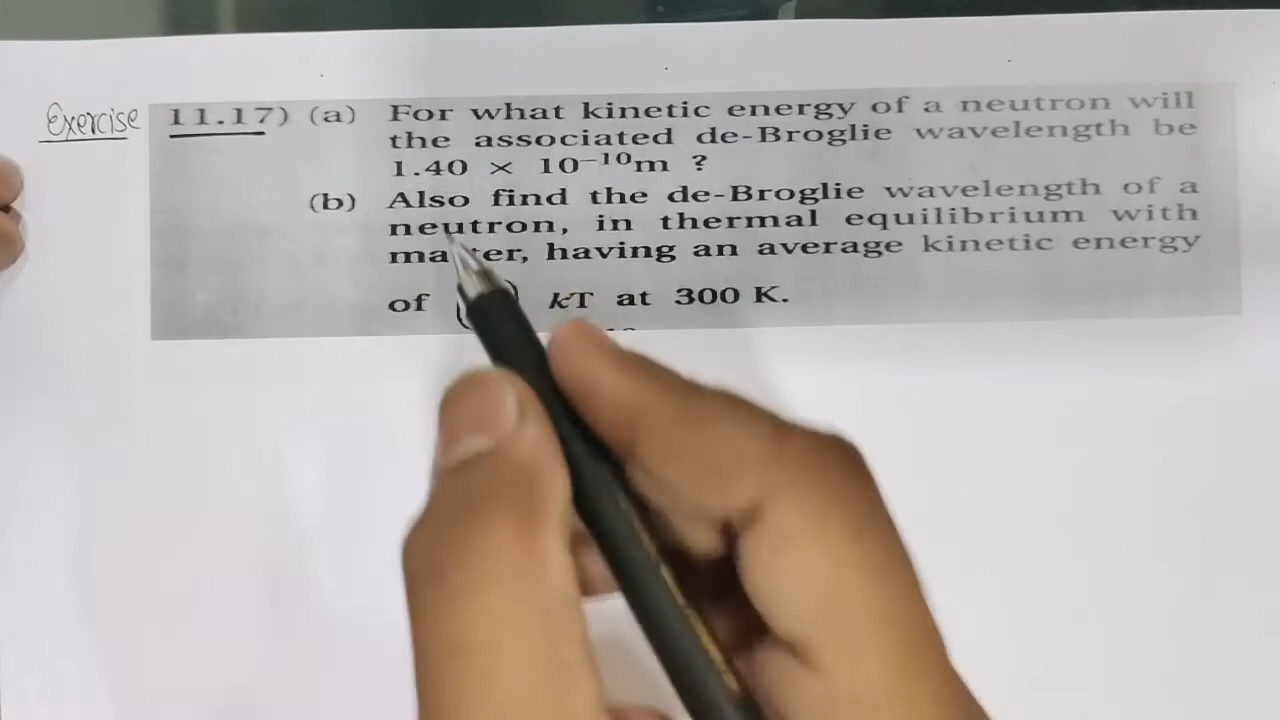 Exercise 11.17) (a) For what kinetic energy of a neutron will
the associated de-Broglie wavelength be
1.40 × 10⁻¹⁰m ?
(b) Also find the de-Broglie wavelength of a
neutron, in thermal equilibrium with
having an average kinetic energy
of kT at 300 K.